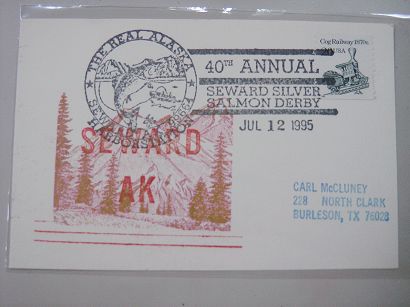 THE REAL ALASKA
40TH ANNUAL
SEWARD SILVER
SALMON DERBY
JUL 12 1995
Cog Railway 1870s
USA
SEWARD
AK
CARL McCLUNEY
228 NORTH CLARK
BURLESON, TX 76028